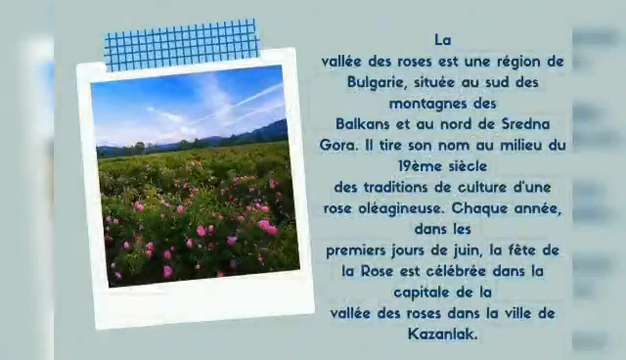 La
vallée des roses est une région de
Bulgarie, située au sud des
montagnes des
Balkans et au nord de Sredna
Gora. Il tire son nom au milieu du
19ème siècle
des traditions de culture d'une
rose oléagineuse. Chaque année,
dans les
premiers jours de juin, la fête de
la Rose est célébrée dans la
capitale de la
vallée des roses dans la ville de
Kazanlak.